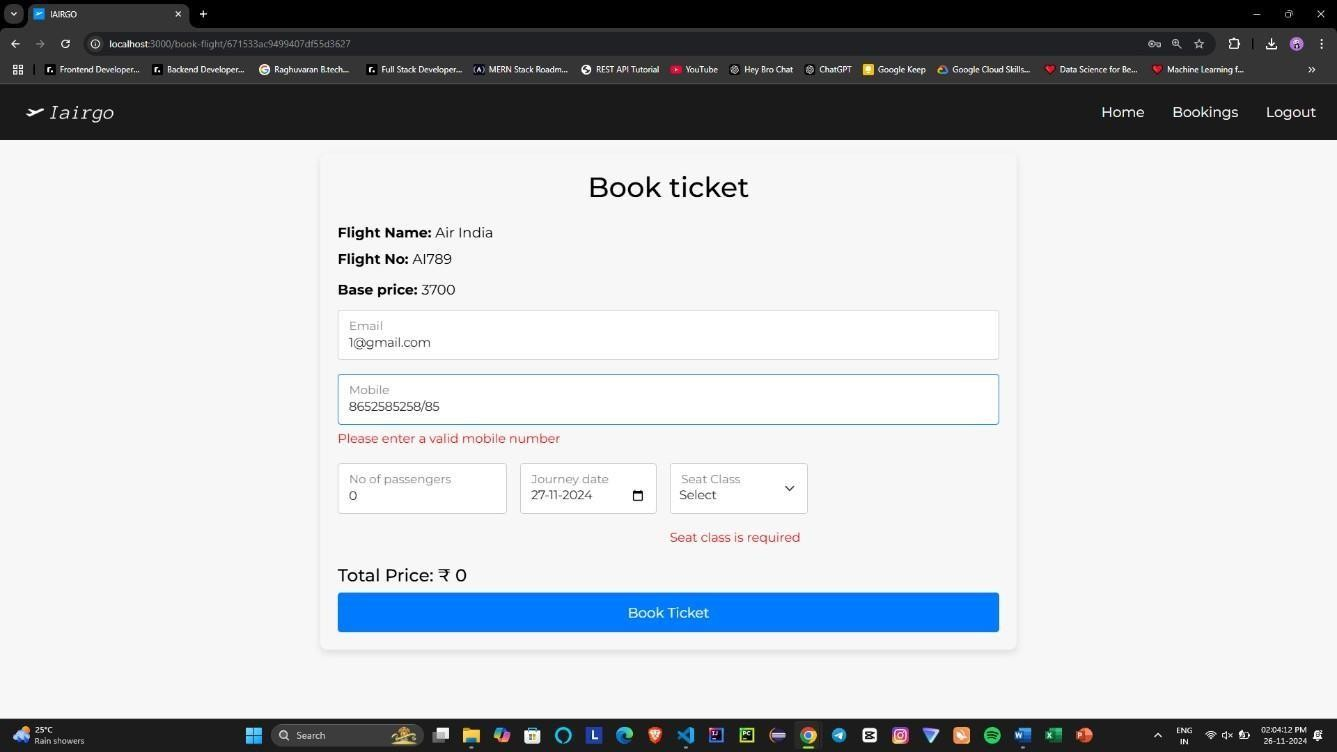 IAIRGO
localhost:3000/book-flight/671533ac9499407df55d3627
Frontend Developer... Backend Developer... Raghuvaran B.tech... Full Stack Developer... MERN Stack Roadm... REST API Tutorial YouTube Hey Bro Chat ChatGPT Google Keep Google Cloud Skills... Data Science for Be... Machine Learning f...
Iairgo Home Bookings Logout
Book ticket
Flight Name: Air India
Flight No: AI789
Base price: 3700
Email
1@gmail.com
Mobile
8652585258/85
Please enter a valid mobile number
No of passengers Journey date Seat Class
0 27-11-2024 Select
Seat class is required
Total Price: ₹ 0
Book Ticket
25°C
Rain showers
Search
ENG
IN
02:04:12 PM
26-11-2024